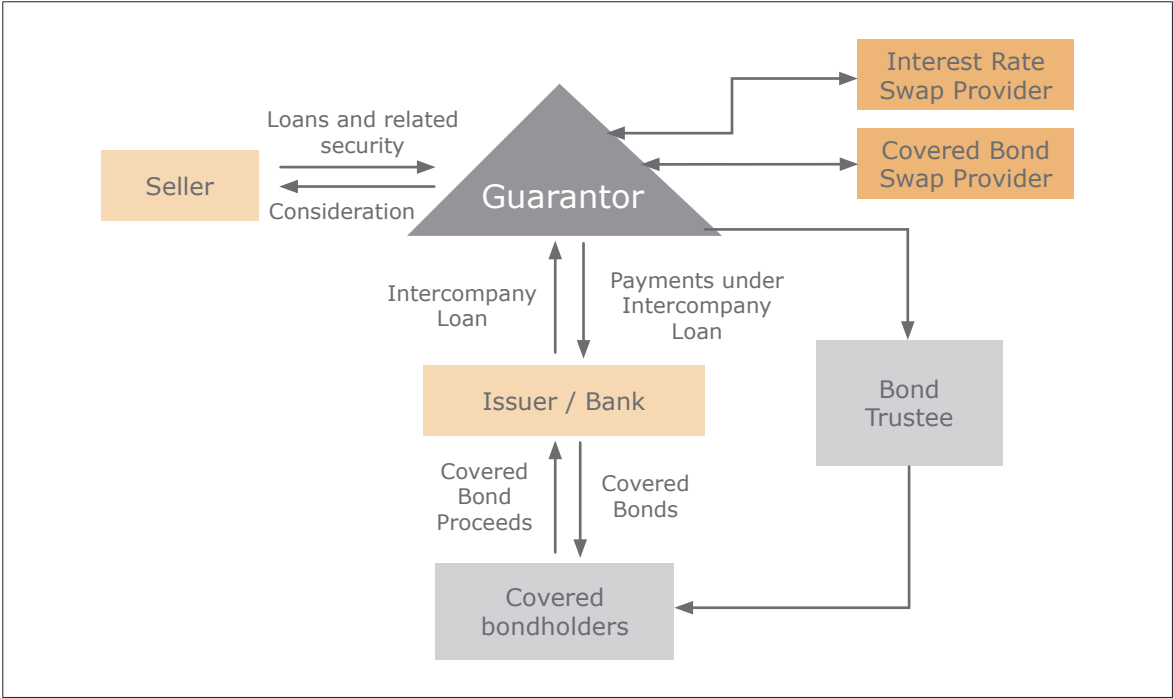 Interest Rate
Swap Provider
Loans and related
security
Covered Bond
Swap Provider
Seller
Guarantor
Consideration
Intercompany
Loan
Payments under
Intercompany
Loan
Issuer / Bank
Bond
Trustee
Covered
Bond
Proceeds
Covered
Bonds
Covered
bondholders